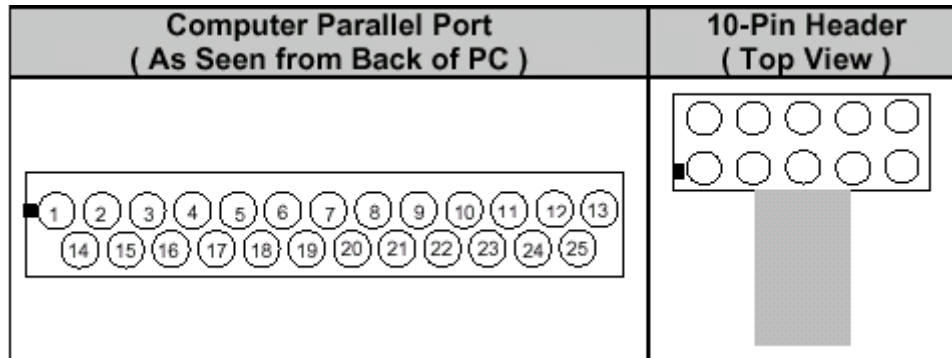 Computer Parallel Port
( As Seen from Back of PC )
10-Pin Header
( Top View )
1 2 3 4 5 6 7 8 9 10 11 12 13
14 15 16 17 18 19 20 21 22 23 24 25